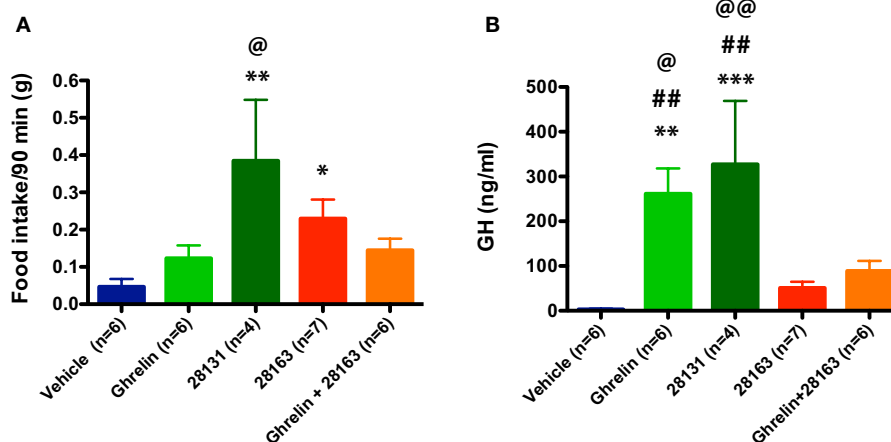 A
@
**
*
Food intake/90 min (g)
0.6
0.5
0.4
0.3
0.2
0.1
0.0
Vehicle (n=6)
Ghrelin (n=6)
28131 (n=4)
28163 (n=7)
Ghrelin + 28163 (n=6)
B
@
##
**
@@
##
***
GH (ng/ml)
500
400
300
200
100
0
Vehicle (n=6)
Ghrelin (n=6)
28131 (n=4)
28163 (n=7)
Ghrelin+28163 (n=6)